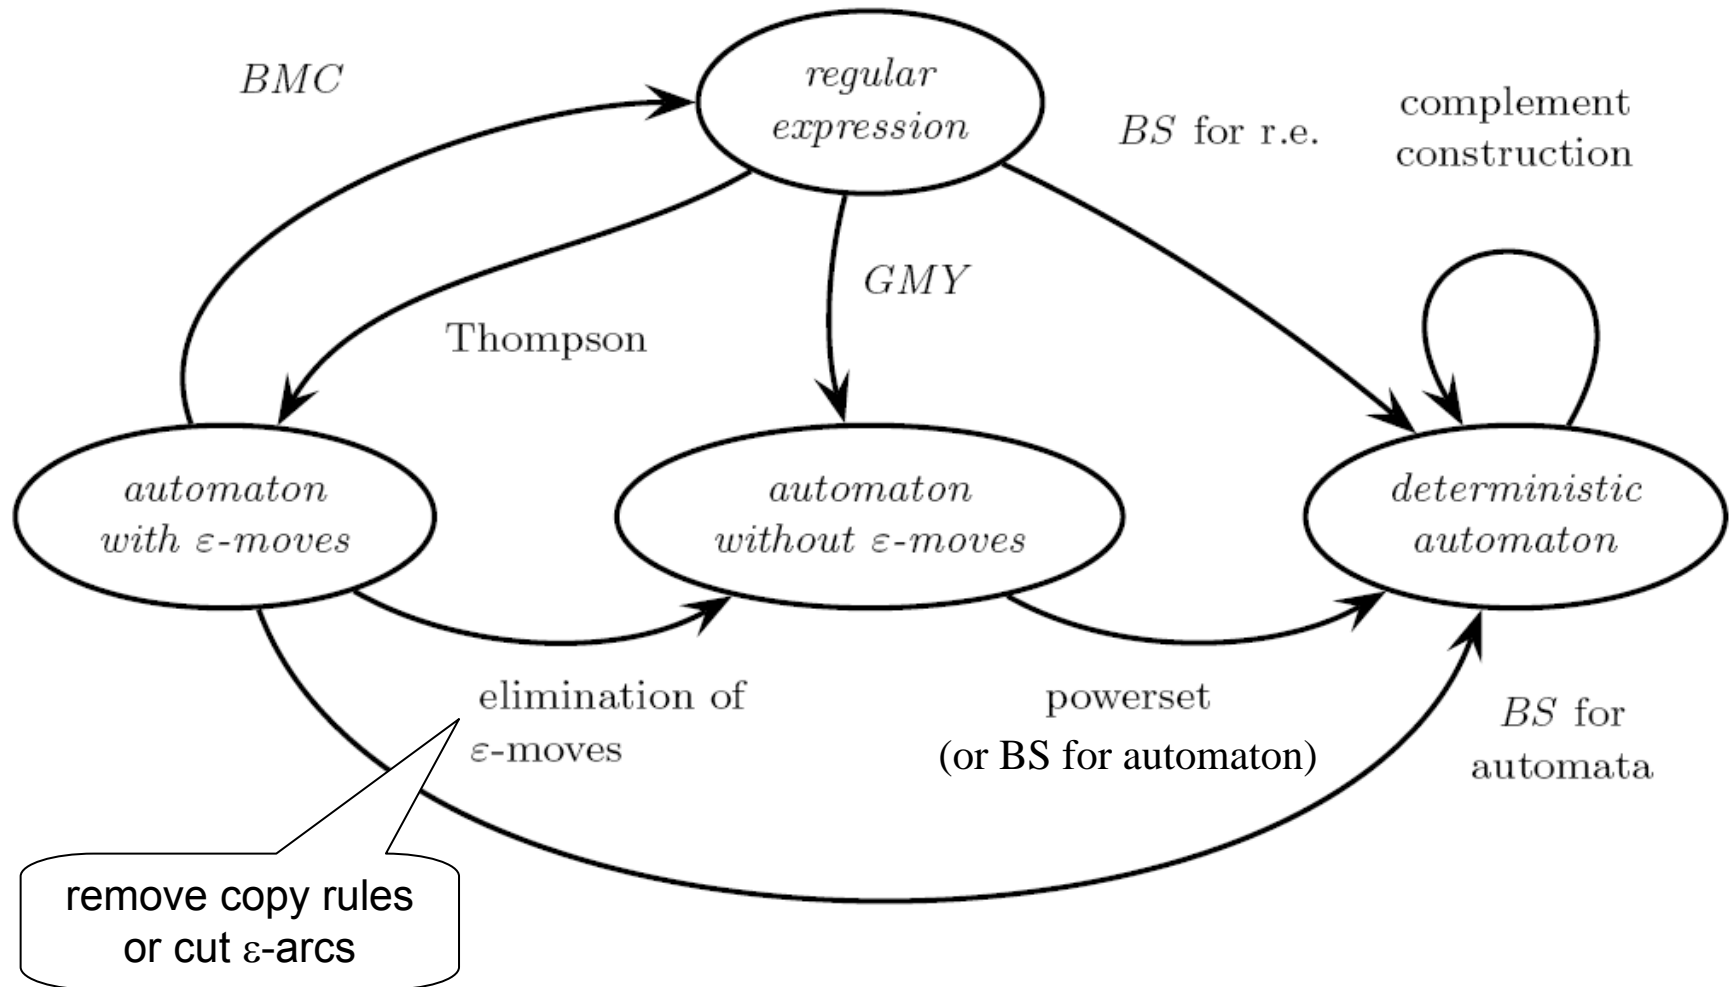 regular
expression
BMC
BS for r.e.
complement
construction
GMY
Thompson
automaton
with ε-moves
automaton
without ε-moves
deterministic
automaton
elimination of
ε-moves
powerset
(or BS for automaton)
BS for
automata
remove copy rules
or cut ε-arcs